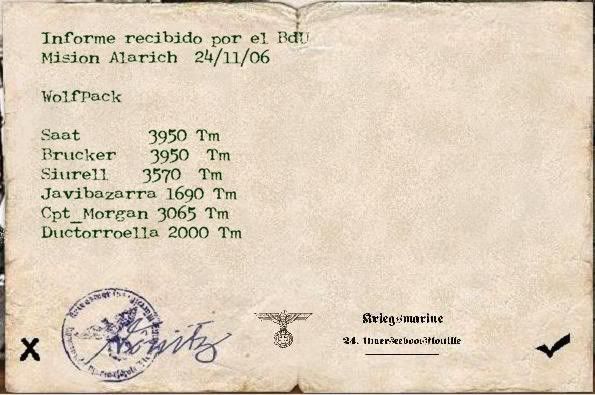 Informe recibido por el BdU
Mision Alarich 24/11/06
WolfPack
Saat 3950 Tm
Brucker 3950 Tm
Siurell 3570 Tm
Javibazarra 1690 Tm
Cpt_Morgan 3065 Tm
Ductorroella 2000 Tm
Kriegsmarine
24.